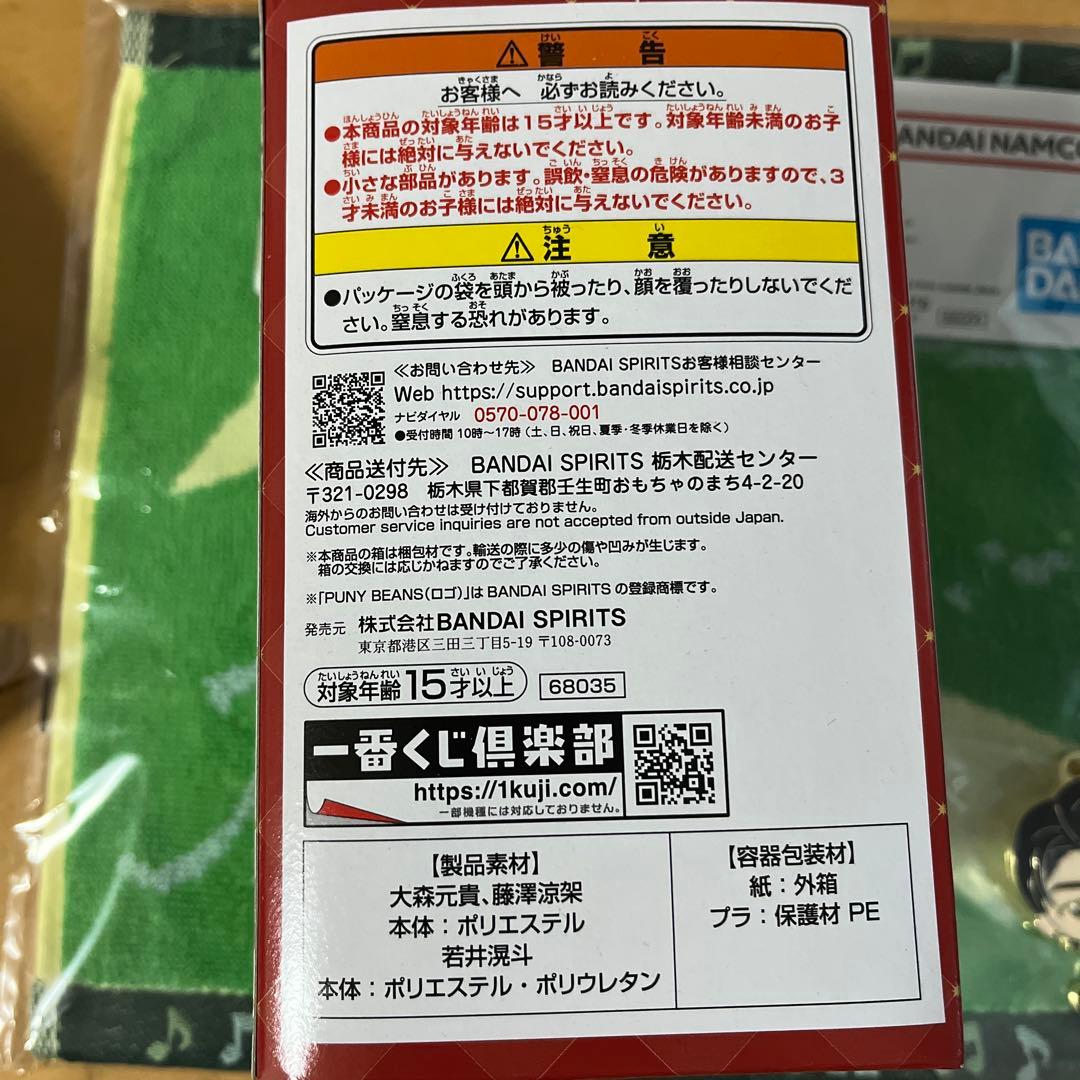 ⚠警告
お客様へ 必ずお読みください。
●本商品の対象年齢は15才以上です。対象年齢未満のお子
様には絶対に与えないでください。
●小さな部品があります。誤飲・窒息の危険がありますので、3
才未満のお子様には絶対に与えないでください。
⚠注意
●パッケージの袋を頭から被ったり、顔を覆ったりしないでくだ
さい。窒息する恐れがあります。
≪お問い合わせ先≫ BANDAI SPIRITSお客様相談センター
Web https://support.bandaispirits.co.jp
ナビダイヤル 0570-078-001
●受付時間 10時～17時（土、日、祝日、夏季・冬季休業日を除く）
≪商品送付先≫ BANDAI SPIRITS 栃木配送センター
〒321-0298 栃木県下都賀郡壬生町おもちゃのまち4-2-20
海外からのお問い合わせは受け付けておりません。
Customer service inquiries are not accepted from outside Japan.
※本商品の箱は梱包材です。輸送の際に多少の傷や凹みが生じます。
箱の交換には応じかねますのでご了承ください。
※「PUNY BEANS（ロゴ）」はBANDAI SPIRITSの登録商標です。
発売元 株式会社BANDAI SPIRITS
東京都港区三田三丁目5-19 〒108-0073
対象年齢15才以上 68035
一番くじ倶楽部
https://1kuji.com/
一部機種には対応しておりません。
【製品素材】
大森元貴、藤澤涼架
本体：ポリエステル
若井滉斗
本体：ポリエステル・ポリウレタン
【容器包装材】
紙：外箱
プラ：保護材 PE
ANDAI NAMCO
BAN
DA